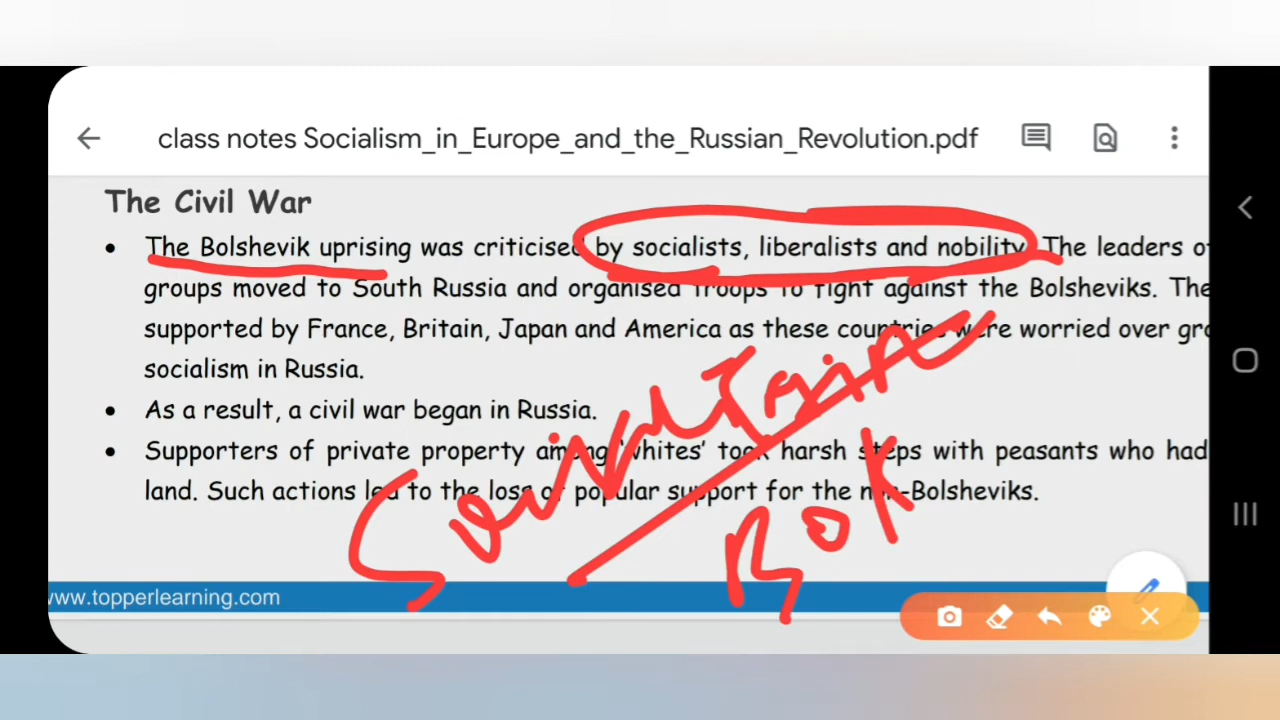 class notes Socialism_in_Europe_and_the_Russian_Revolution.pdf
The Civil War
• The Bolshevik uprising was criticised by socialists, liberalists and nobility. The leaders of
groups moved to South Russia and organised troops to fight against the Bolsheviks. The
supported by France, Britain, Japan and America as these countries were worried over gr
socialism in Russia.
• As a result, a civil war began in Russia.
• Supporters of private property among 'whites' took harsh steps with peasants who had
land. Such actions led to the loss of popular support for the non-Bolsheviks.
www.topperlearning.com